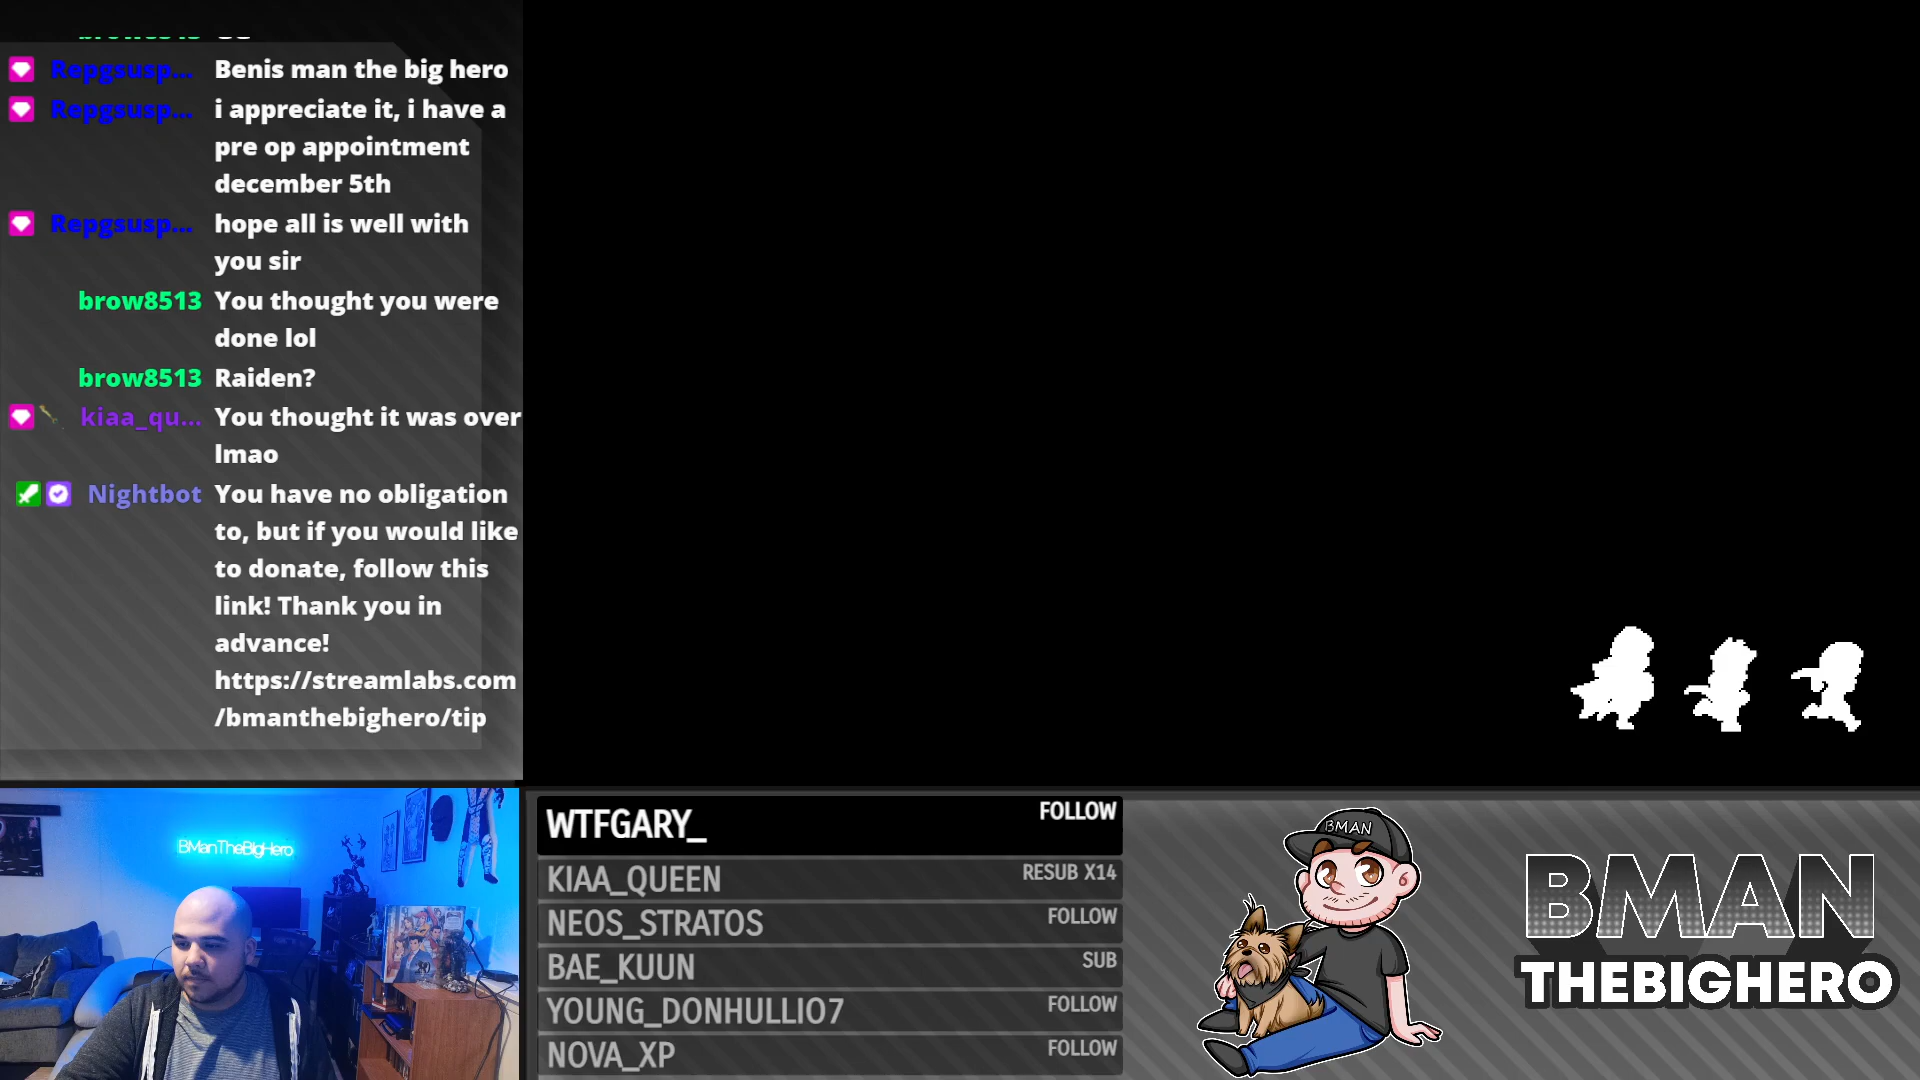 Repgsusp... Benis man the big hero
Repgsusp... i appreciate it, i have a
pre op appointment
december 5th
Repgsusp... hope all is well with
you sir
brow8513 You thought you were
done lol
brow8513 Raiden?
kiaa_qu... You thought it was over
lmao
Nightbot You have no obligation
to, but if you would like
to donate, follow this
link! Thank you in
advance!
https://streamlabs.com
/bmanthebighero/tip
BManTheBigHero
WTFGARY_ FOLLOW
KIAA_QUEEN RESUB X14
NEOS_STRATOS FOLLOW
BAE_KUUN SUB
YOUNG_DONHULLIO7 FOLLOW
NOVA_XP FOLLOW
BMAN
BMAN
THEBIGHERO